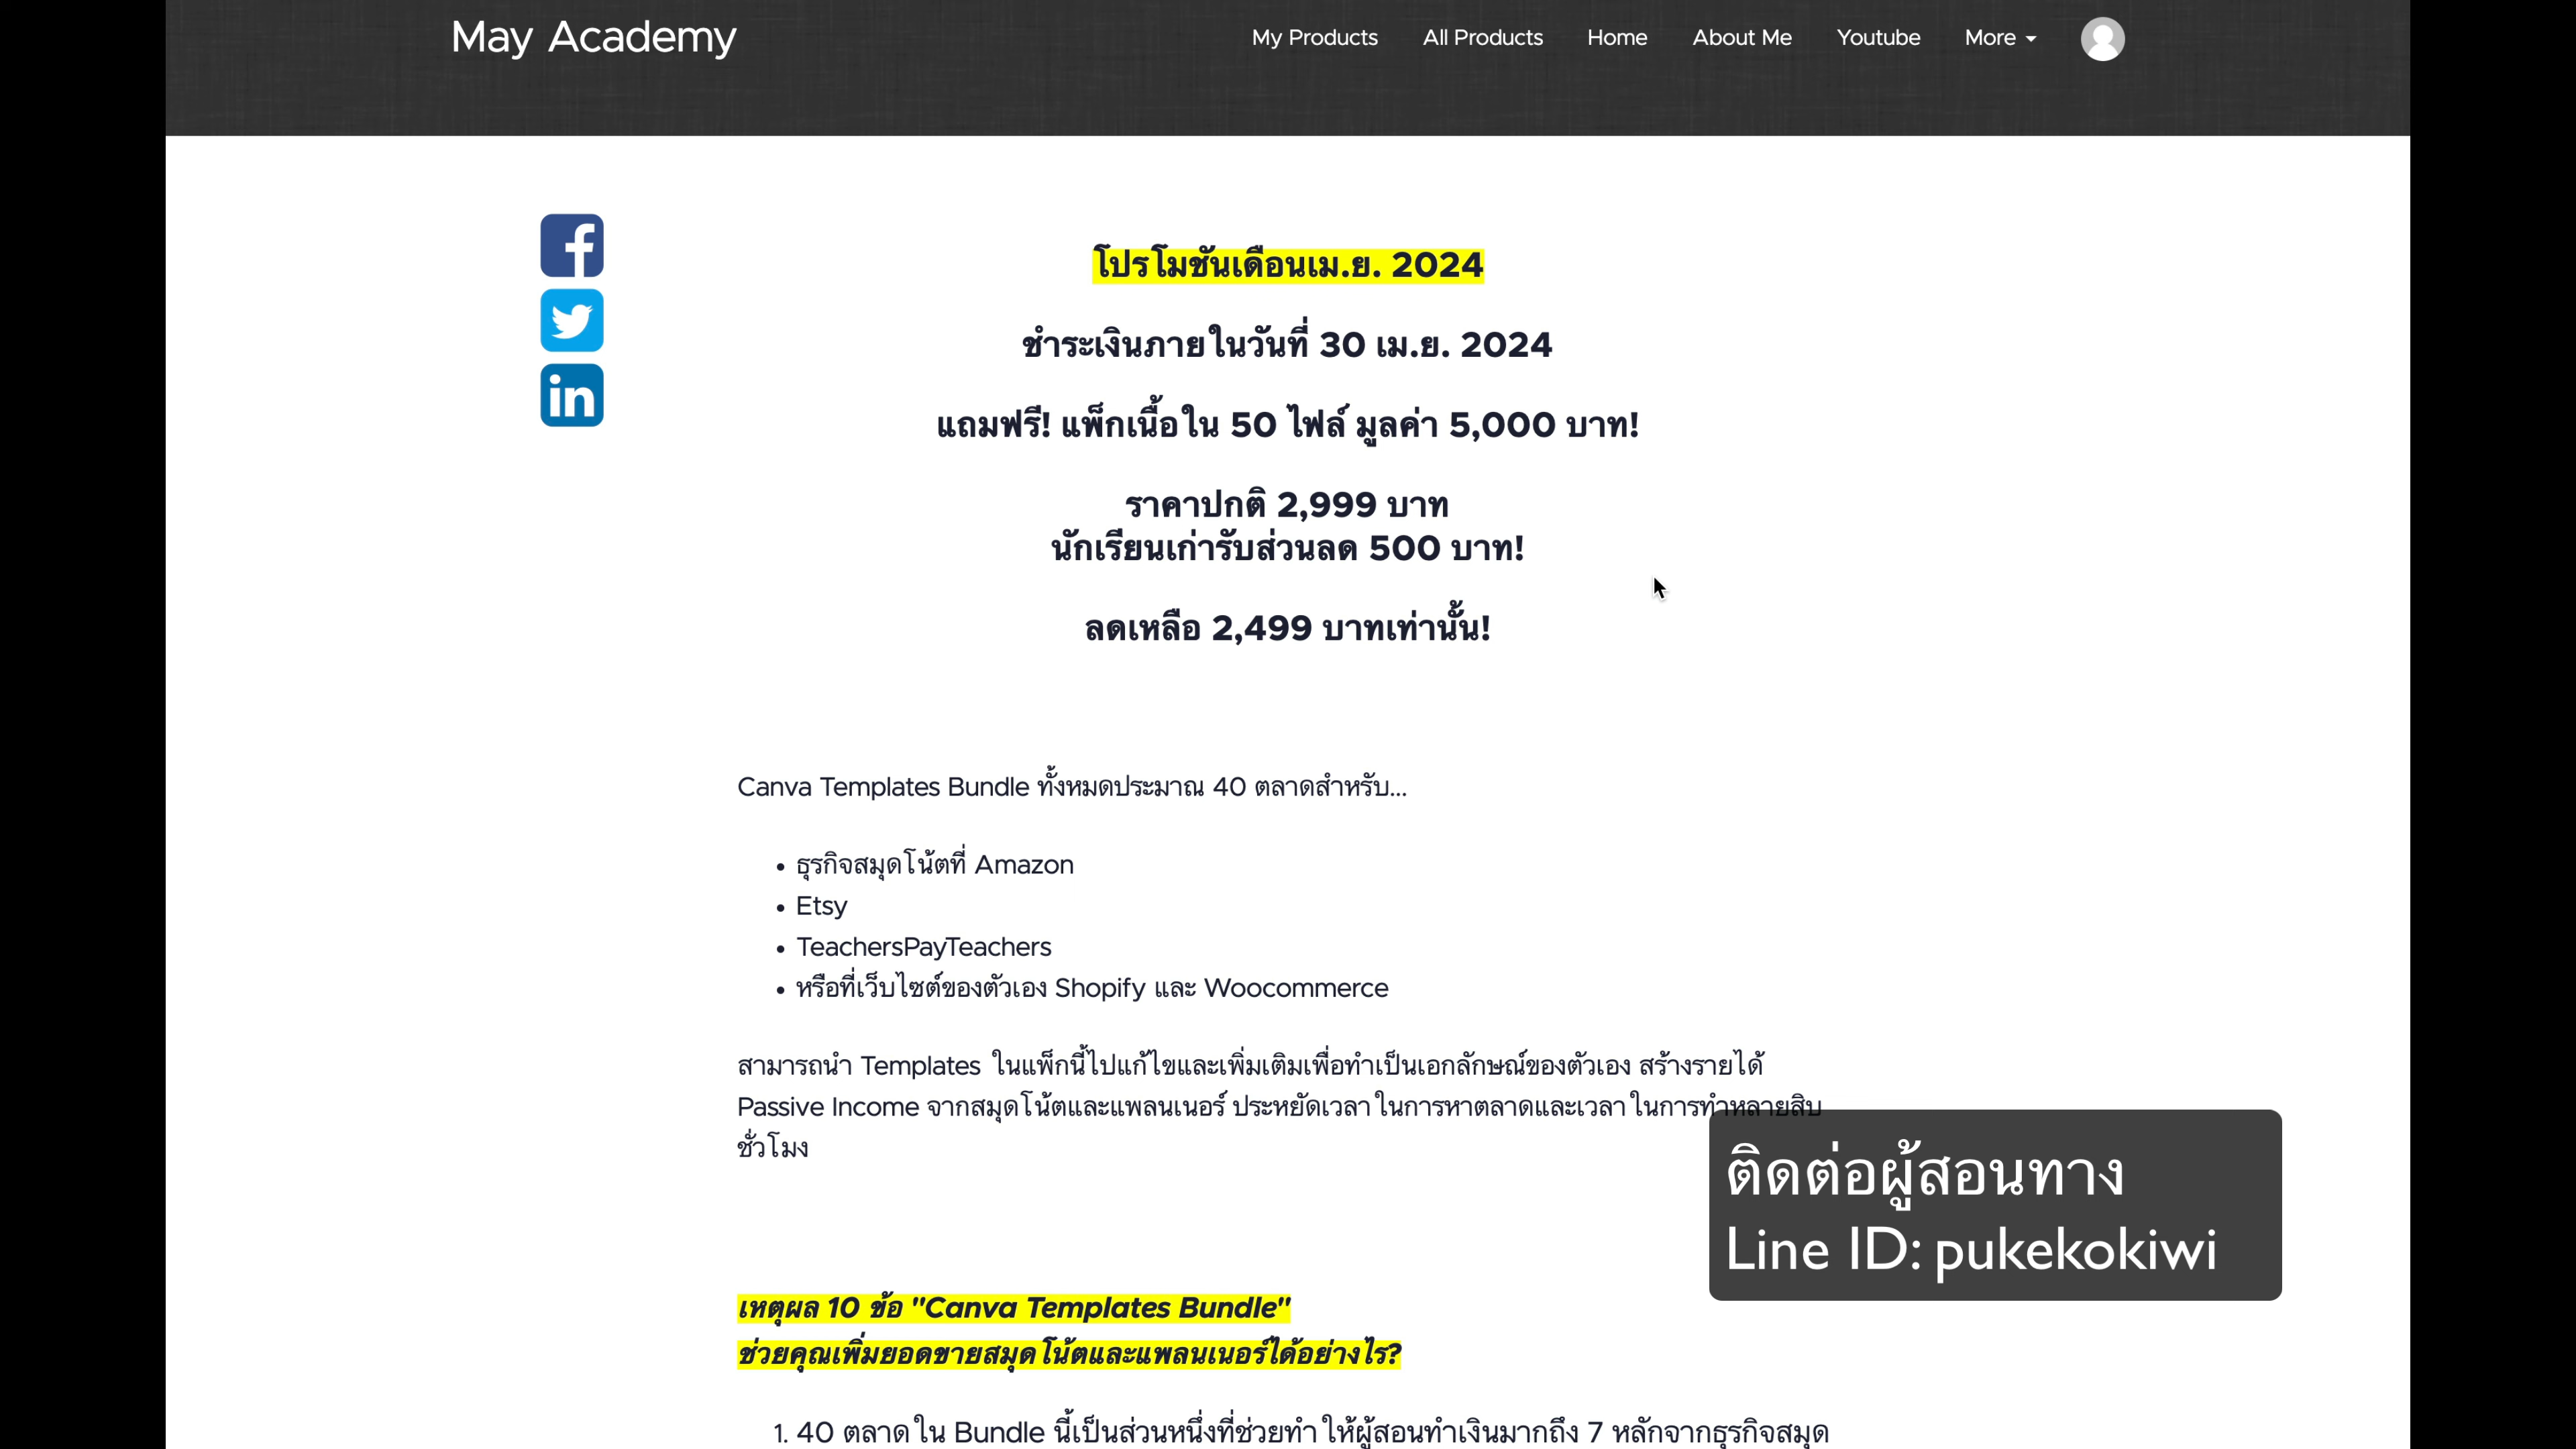 May Academy
My Products
All Products
Home
About Me
Youtube
More
โปรโมชันเดือนเม.ย. 2024
ชำระเงินภายในวันที่ 30 เม.ย. 2024
แถมฟรี! แพ็กเนื้อใน 50 ไฟล์ มูลค่า 5,000 บาท!
ราคาปกติ 2,999 บาท
นักเรียนเก่ารับส่วนลด 500 บาท!
ลดเหลือ 2,499 บาทเท่านั้น!
Canva Templates Bundle ทั้งหมดประมาณ 40 ตลาดสำหรับ...
• ธุรกิจสมุดโน้ตที่ Amazon
• Etsy
• TeachersPayTeachers
• หรือที่เว็บไซต์ของตัวเอง Shopify และ Woocommerce
สามารถนำ Templates ในแพ็กนี้ไปแก้ไขและเพิ่มเติมเพื่อทำเป็นเอกลักษณ์ของตัวเอง สร้างรายได้
Passive Income จากสมุดโน้ตและแพลนเนอร์ ประหยัดเวลาในการหาตลาดและเวลาในการทำหลายสิบ
ชั่วโมง
ติดต่อผู้สอนทาง
Line ID: pukekokiwi
เหตุผล 10 ข้อ "Canva Templates Bundle"
ช่วยคุณเพิ่มยอดขายสมุดโน้ตและแพลนเนอร์ได้อย่างไร?
1. 40 ตลาดใน Bundle นี้เป็นส่วนหนึ่งที่ช่วยทำให้ผู้สอนทำเงินมากถึง 7 หลักจากธุรกิจสมุด